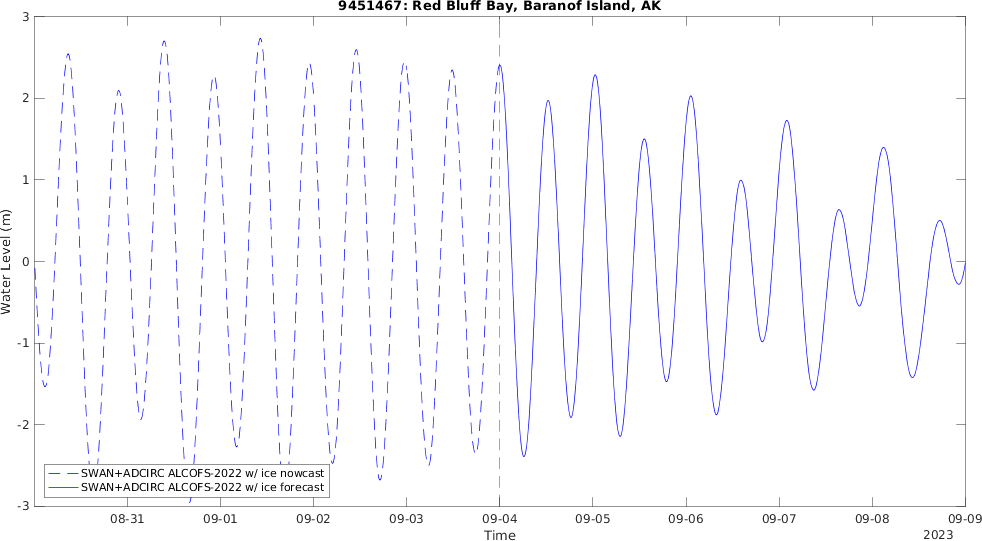 9451467: Red Bluff Bay, Baranof Island, AK
3
2
1
0
-1
-2
-3
Water Level (m)
SWAN+ADCIRC ALCOFS-2022 w/ ice nowcast
SWAN+ADCIRC ALCOFS-2022 w/ ice forecast
08-31 09-01 09-02 09-03 09-04 09-05 09-06 09-07 09-08 09-09
Time
2023